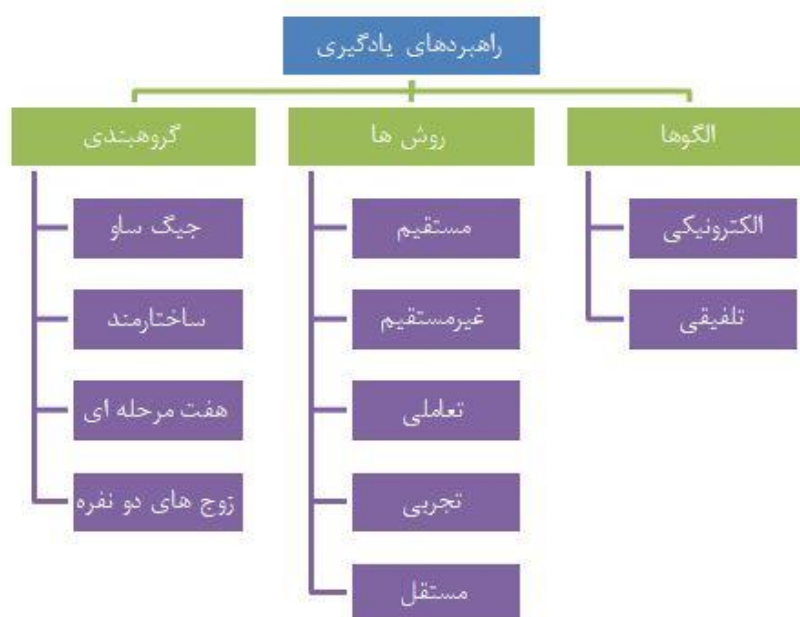 راهبردهای یادگیری
الگوها
الکترونیکی
تلفیقی
روش ها
مستقیم
غیرمستقیم
تعاملی
تجربی
مستقل
گروهبندی
جیگ ساو
ساختارمند
هفت مرحله ای
زوج های دو نفره